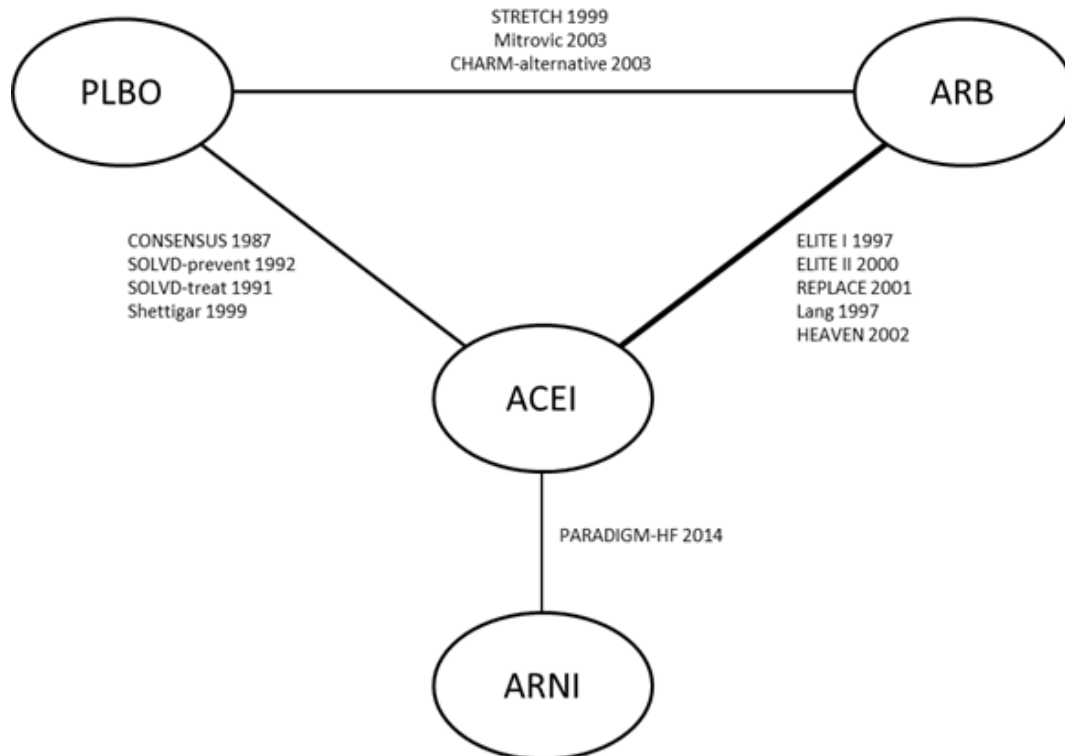 STRETCH 1999
Mitrovic 2003
CHARM-alternative 2003
PLBO
ARB
CONSENSUS 1987
SOLVD-prevent 1992
SOLVD-treat 1991
Shettigar 1999
ELITE I 1997
ELITE II 2000
REPLACE 2001
Lang 1997
HEAVEN 2002
ACEI
PARADIGM-HF 2014
ARNI